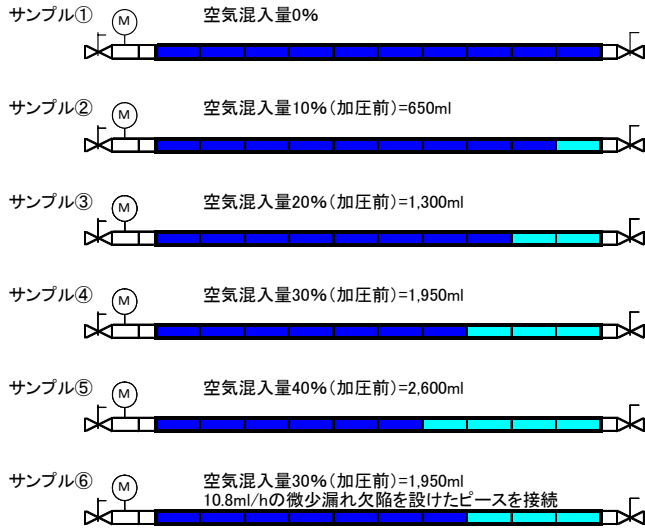 サンプル① 空気混入量0%
M
サンプル② 空気混入量10%(加圧前)=650ml
M
サンプル③ 空気混入量20%(加圧前)=1,300ml
M
サンプル④ 空気混入量30%(加圧前)=1,950ml
M
サンプル⑤ 空気混入量40%(加圧前)=2,600ml
M
サンプル⑥ 空気混入量30%(加圧前)=1,950ml
M
10.8ml/hの微少漏れ欠陥を設けたピースを接続